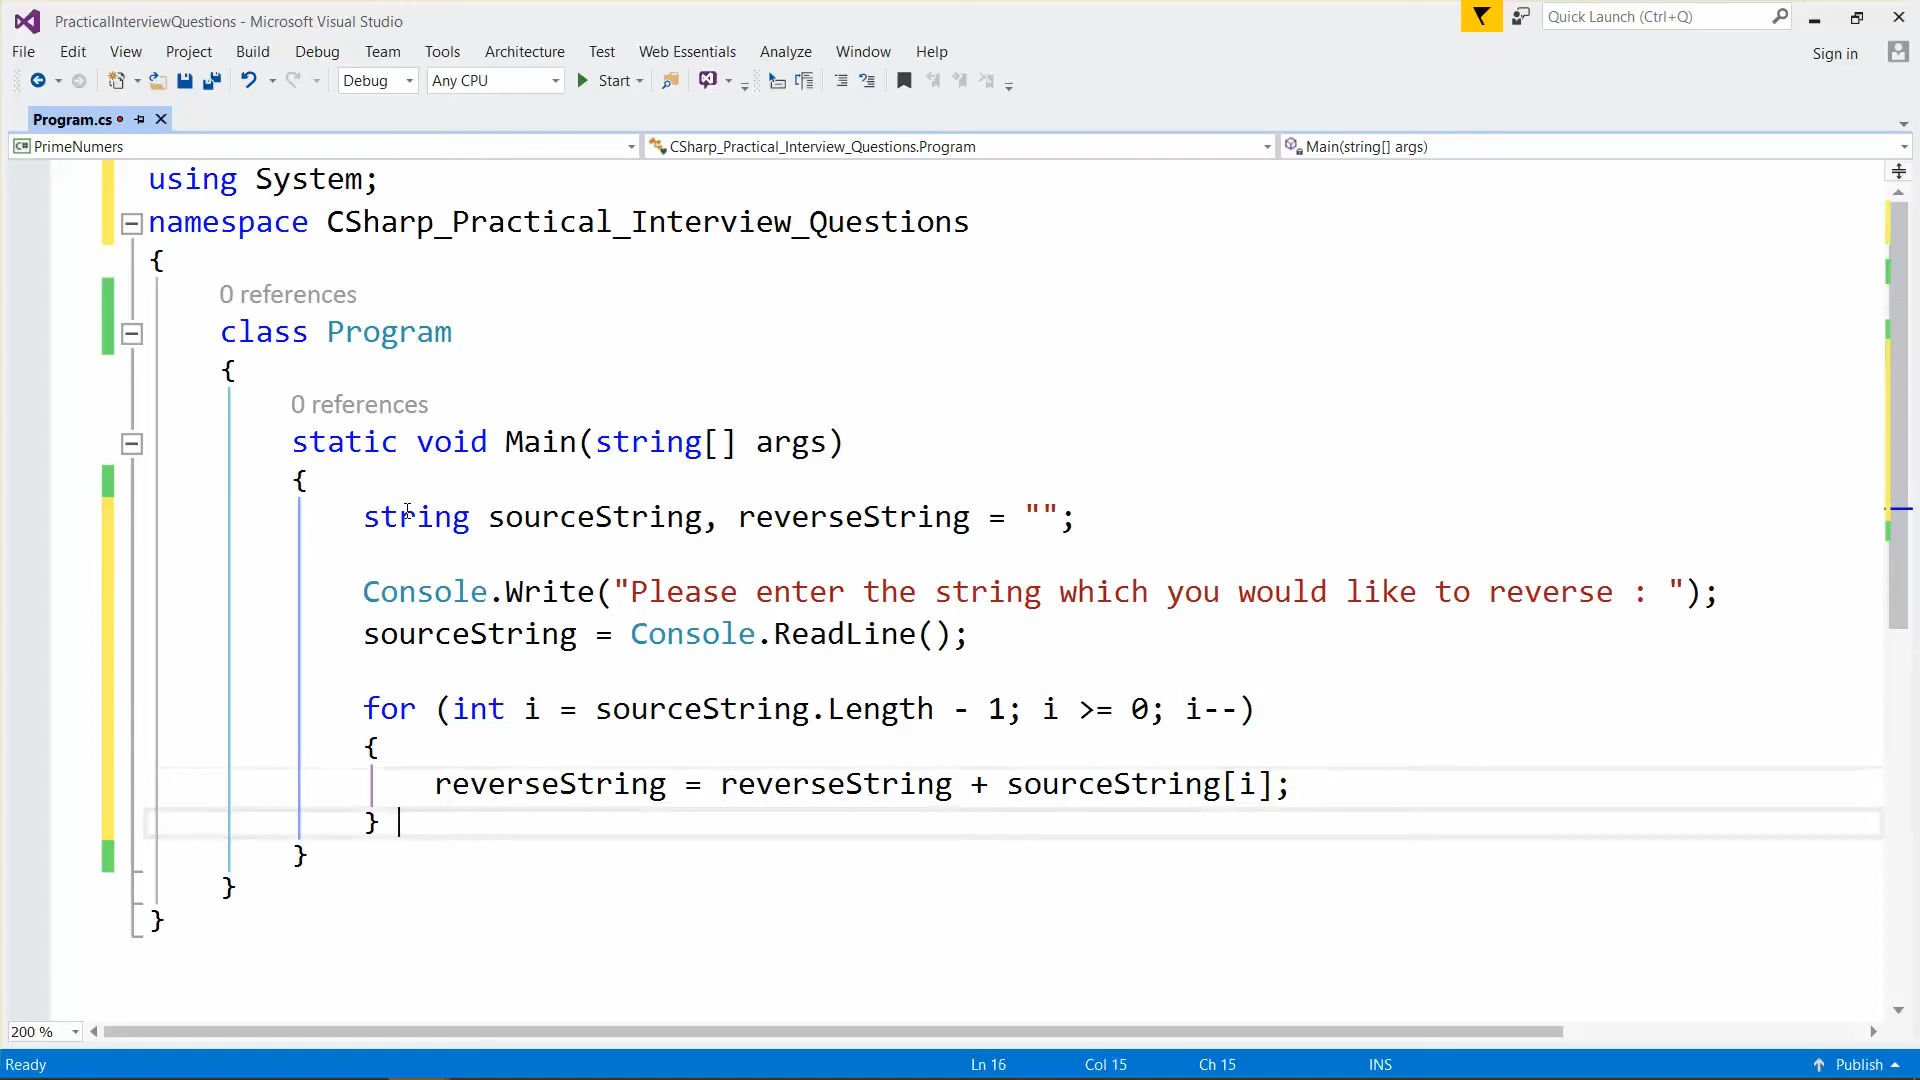 PracticalInterviewQuestions - Microsoft Visual Studio
Quick Launch (Ctrl+Q)
File Edit View Project Build Debug Team Tools Architecture Test Web Essentials Analyze Window Help
Sign in
Debug Any CPU Start
Program.cs
C# PrimeNumers
CSharp_Practical_Interview_Questions.Program
Main(string[] args)
using System;
namespace CSharp_Practical_Interview_Questions
{
0 references
class Program
{
0 references
static void Main(string[] args)
{
string sourceString, reverseString = "";
Console.Write("Please enter the string which you would like to reverse : ");
sourceString = Console.ReadLine();
for (int i = sourceString.Length - 1; i >= 0; i--)
{
reverseString = reverseString + sourceString[i];
}
}
}
}
200 %
Ready Ln 16 Col 15 Ch 15 INS Publish